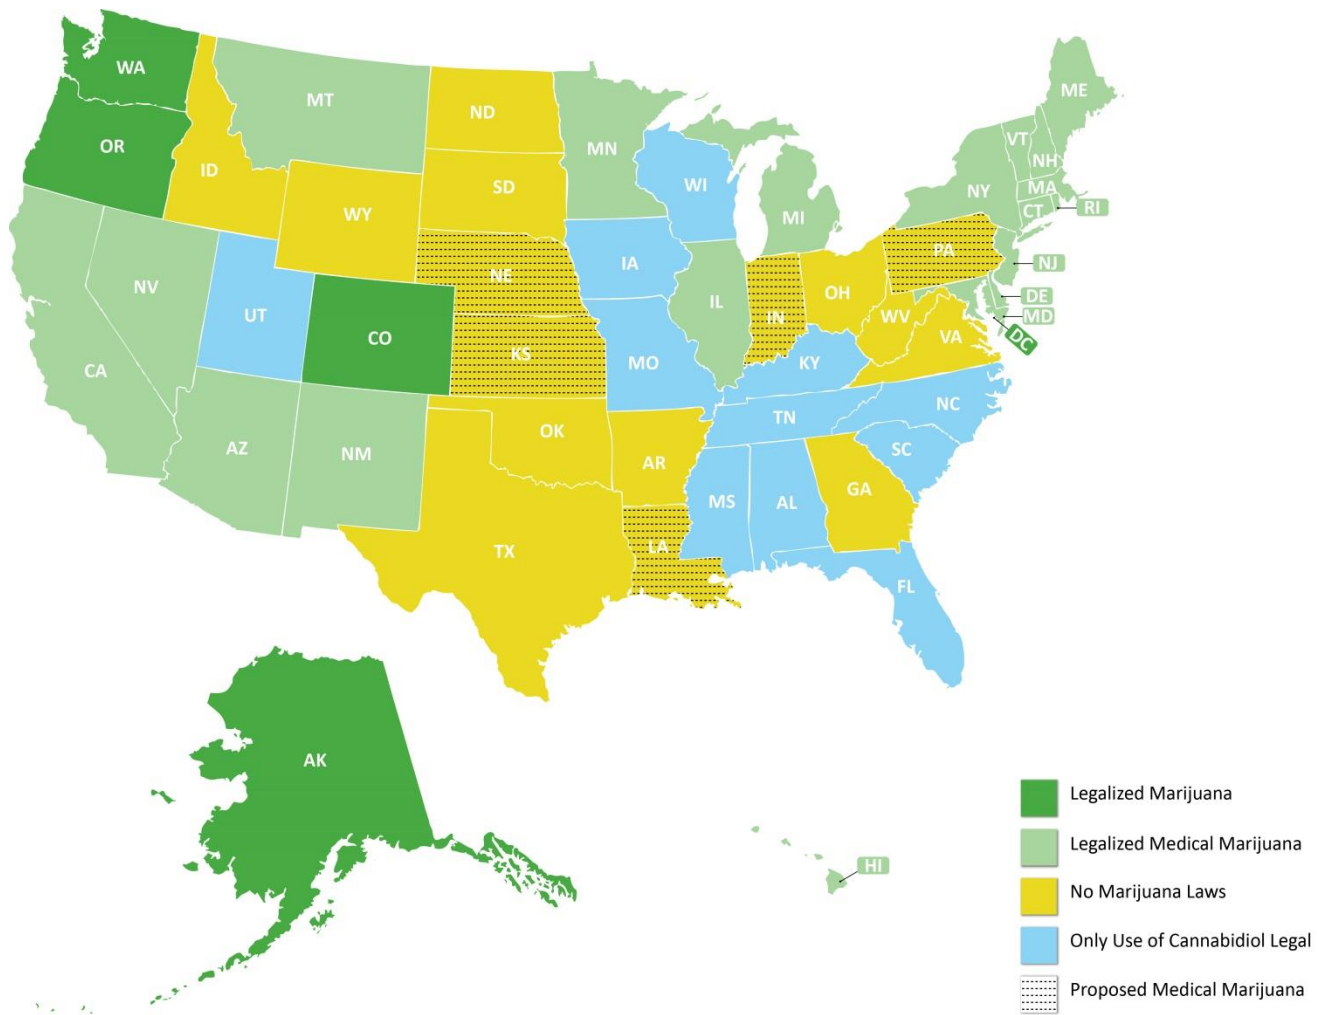 WA
MT
ND
ME
OR
MN
VT
ID
SD
WI
NH
NY
MA
WY
MI
CT
RI
PA
NE
IA
NJ
NV
UT
IL
OH
DE
IN
WV
MD
CO
VA
DC
KS
MO
KY
CA
NC
TN
OK
AZ
NM
SC
AR
GA
MS
AL
TX
LA
FL
AK
Legalized Marijuana
Legalized Medical Marijuana
HI
No Marijuana Laws
Only Use of Cannabidiol Legal
Proposed Medical Marijuana